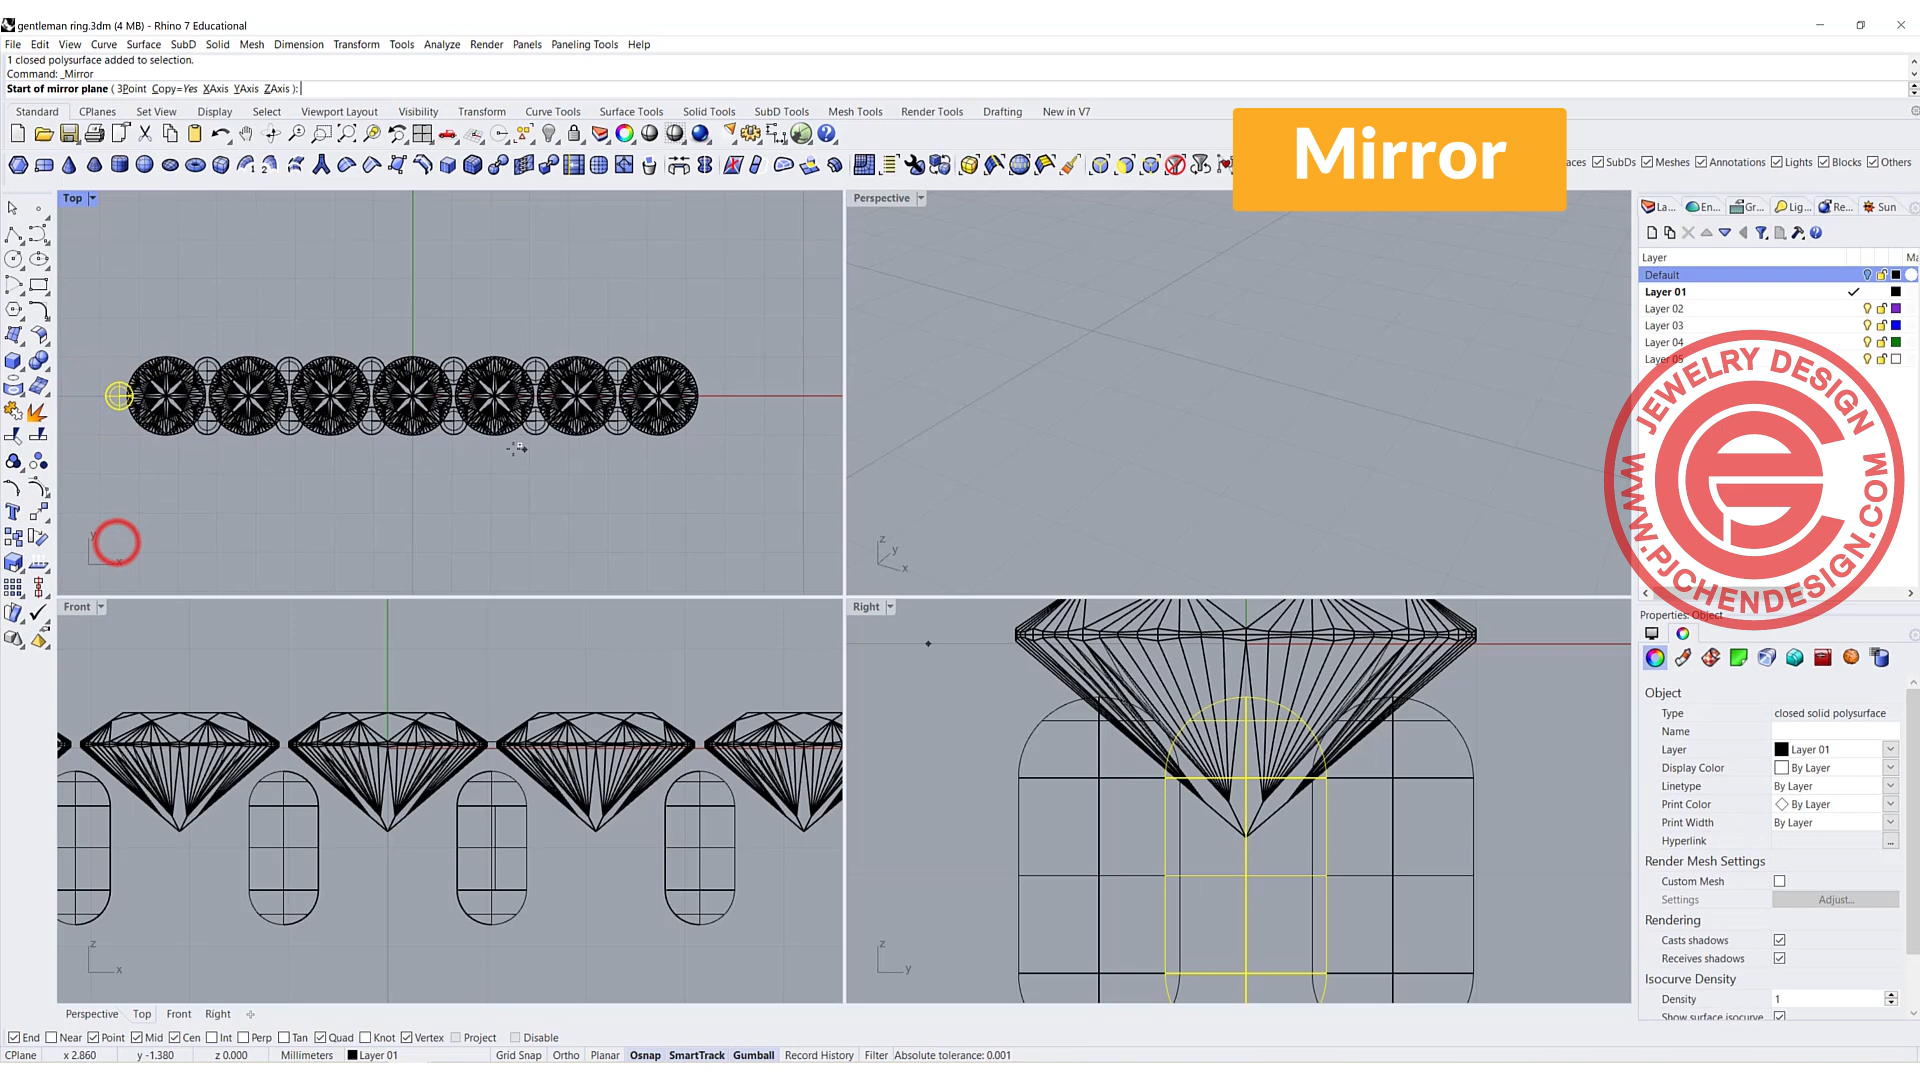 gentleman ring.3dm (4 MB) - Rhino 7 Educational
File Edit View Curve Surface SubD Solid Mesh Dimension Transform Tools Analyze Render Panels Paneling Tools Help
1 closed polysurface added to selection.
Command: _Mirror
Start of mirror plane ( 3Point Copy=Yes XAxis YAxis ZAxis ):
Standard CPlanes Set View Display Select Viewport Layout Visibility Transform Curve Tools Surface Tools Solid Tools SubD Tools Mesh Tools Render Tools Drafting New in V7
Mirror
SubDs Meshes Annotations Lights Blocks Others
Top
Perspective
La... En... Gr... Lig... Re... Sun
Layer
Default
Layer 01
Layer 02
Layer 03
Layer 04
JEWELRY DESIGN
WWW.PJCHENDESIGN.COM
y
x
z
y
x
Front
Right
z
x
z
y
Properties: Object
Object
Type closed solid polysurface
Name
Layer Layer 01
Display Color By Layer
Linetype By Layer
Print Color By Layer
Print Width By Layer
Hyperlink ...
Render Mesh Settings
Custom Mesh
Settings Adjust...
Rendering
Casts shadows
Receives shadows
Isocurve Density
Density 1
Show surface isocurve
Perspective Top Front Right
End Near Point Mid Cen Int Perp Tan Quad Knot Vertex Project Disable
CPlane x 2.860 y -1.380 z 0.000 Millimeters Layer 01 Grid Snap Ortho Planar Osnap SmartTrack Gumball Record History Filter Absolute tolerance: 0.001